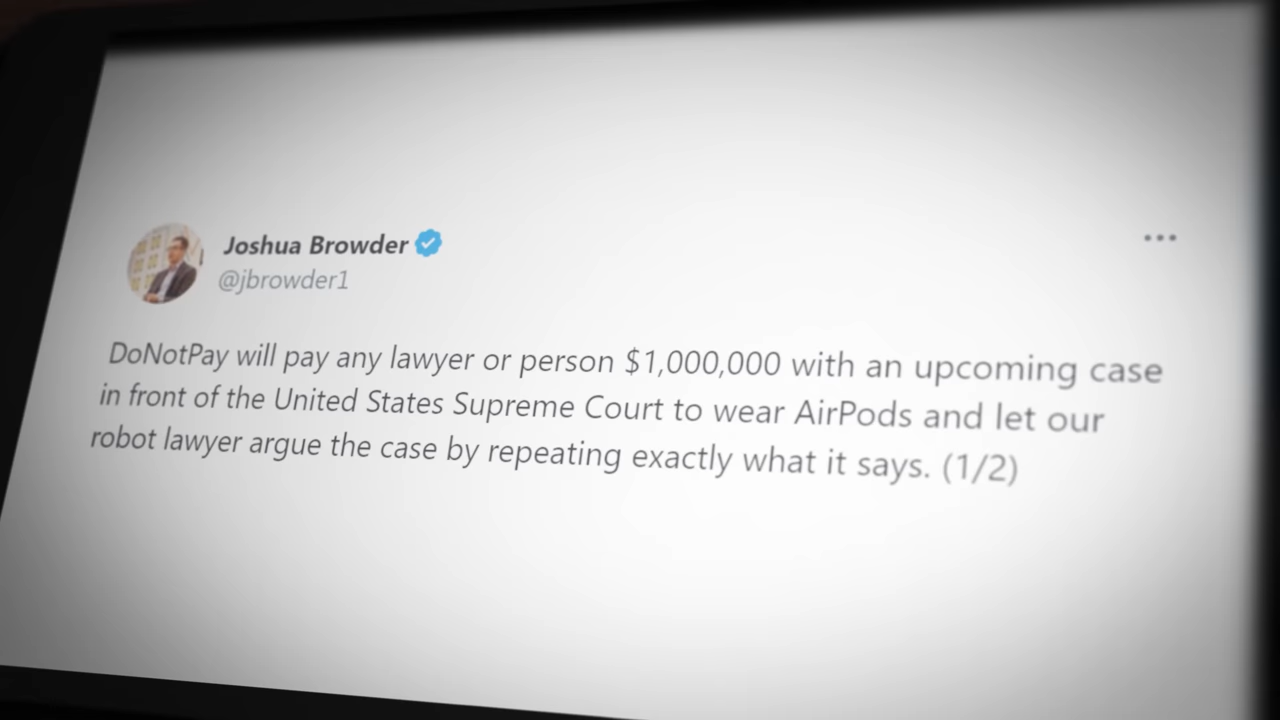 Joshua Browder
@jbrowder1
DoNotPay will pay any lawyer or person $1,000,000 with an upcoming case
in front of the United States Supreme Court to wear AirPods and let our
robot lawyer argue the case by repeating exactly what it says. (1/2)